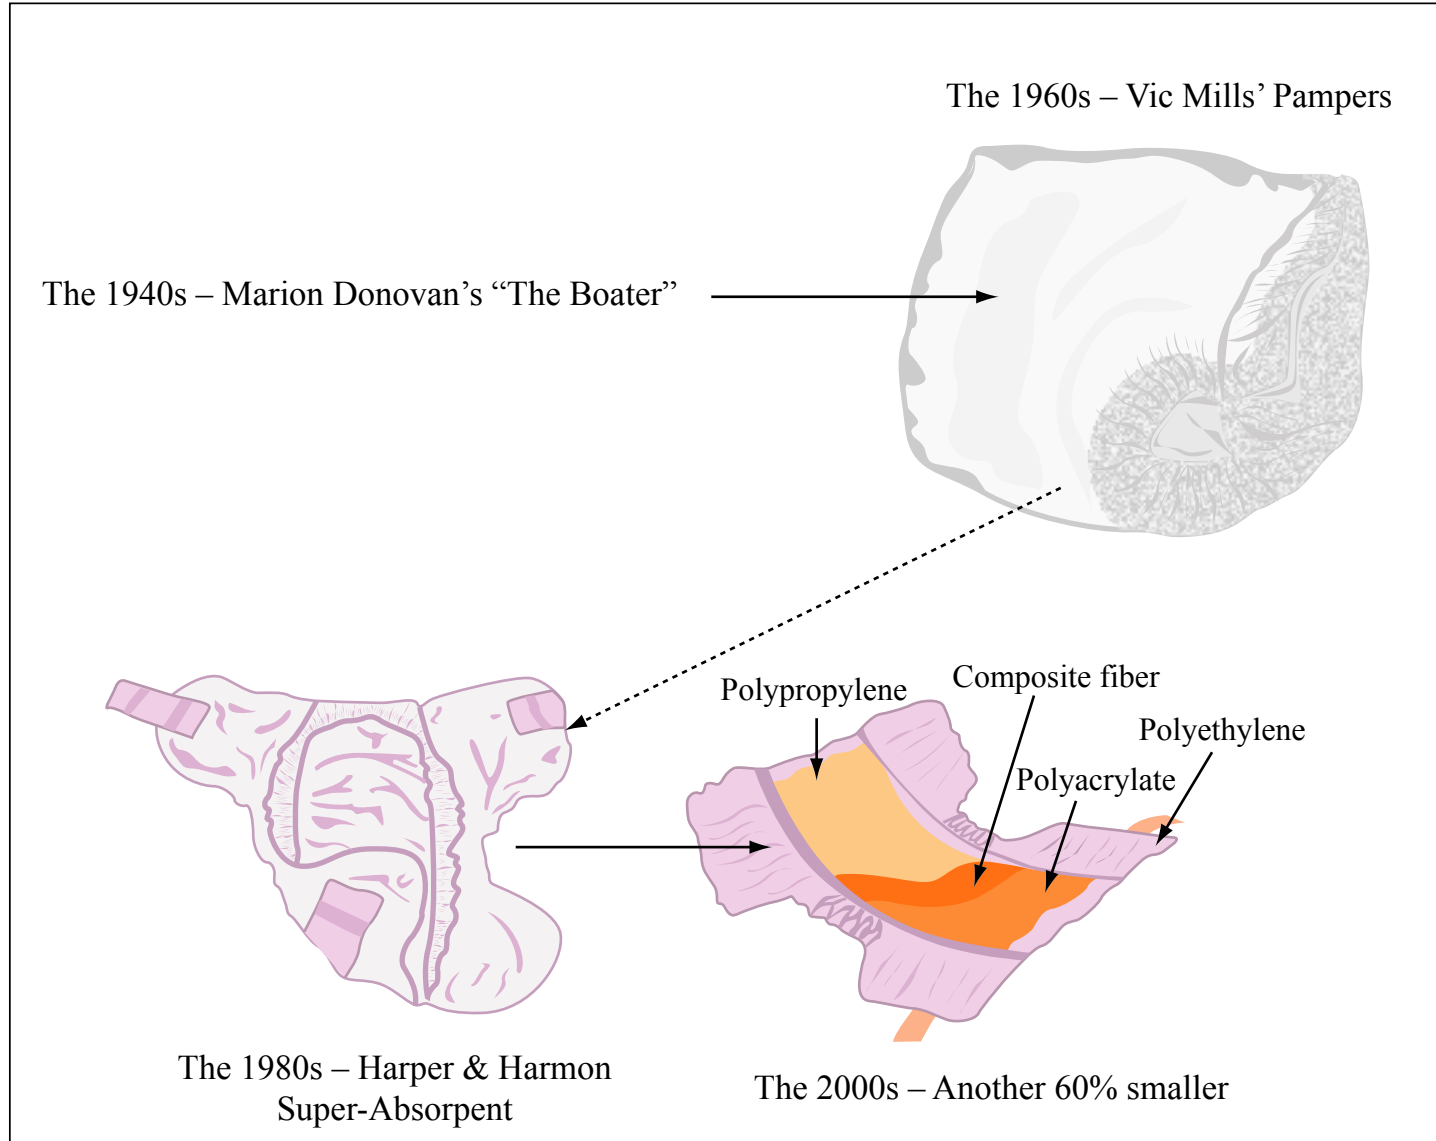 The 1960s – Vic Mills’ Pampers
The 1940s – Marion Donovan’s “The Boater”
Polypropylene
Composite fiber
Polyethylene
Polyacrylate
The 1980s – Harper & Harmon
Super-Absorpent
The 2000s – Another 60% smaller